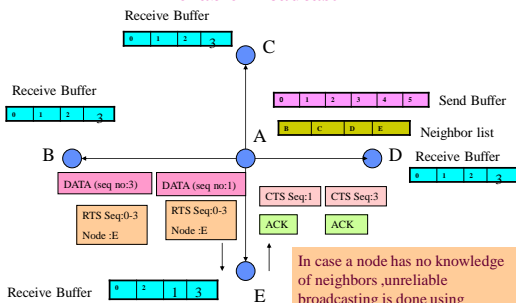 Receive Buffer
0 1 2 3
C
Receive Buffer
0 1 2 3
0 1 2 3 4 5
Send Buffer
B C D E
Neighbor list
A
B
D
Receive Buffer
0 1 2 3
DATA (seq no:3)
DATA (seq no:1)
CTS Seq:1
CTS Seq:3
RTS Seq:0-3
Node :E
RTS Seq:0-3
Node :E
ACK
ACK
Receive Buffer
0 2 1 3
E
In case a node has no knowledge
of neighbors ,unreliable
broadcasting is done using